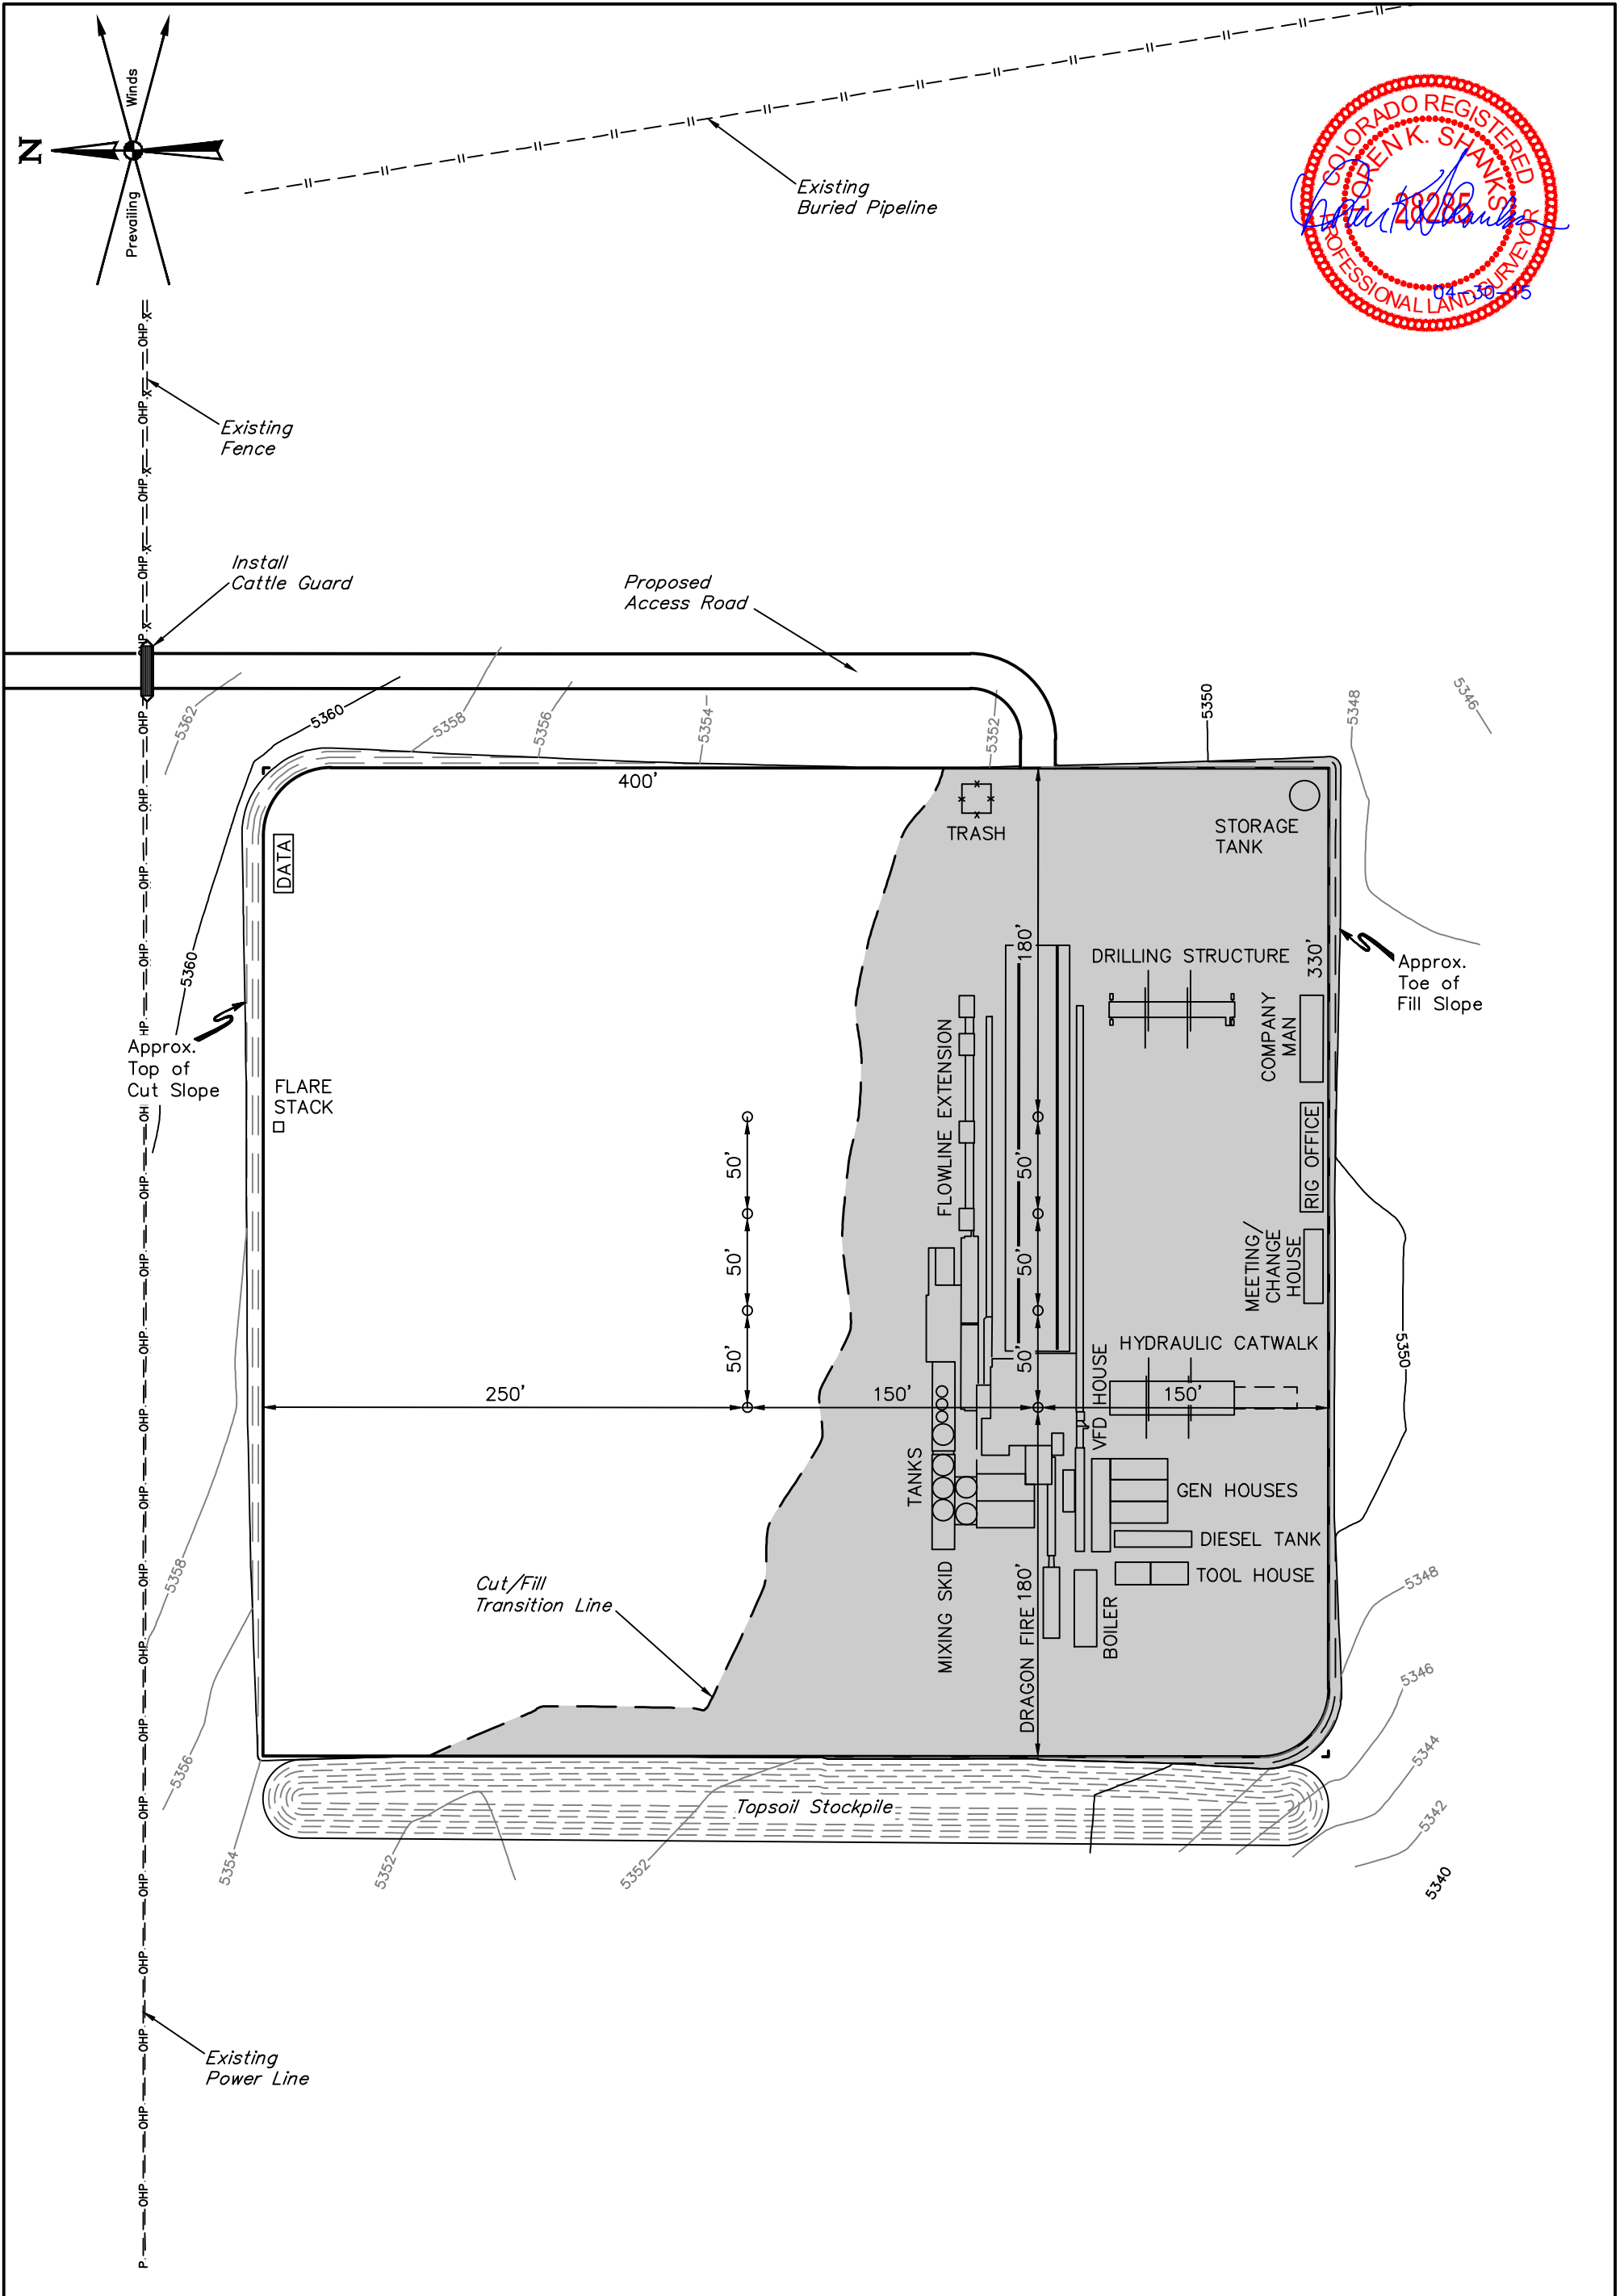 N
Winds
Prevailing
COLORADO REGISTERED
LOREN K. SHANKS
28285
PROFESSIONAL LAND SURVEYOR
04-30-15
Existing
Buried Pipeline
OHP
Existing
Fence
Install
Cattle Guard
Proposed
Access Road
5362
5360
5358
5356
5354
5352
5350
5348
5346
400'
DATA
TRASH
STORAGE
TANK
180'
330'
DRILLING STRUCTURE
Approx.
Toe of
Fill Slope
COMPANY
MAN
5360
Approx.
Top of
Cut Slope
FLARE
STACK
FLOWLINE EXTENSION
RIG OFFICE
50'
50'
50'
50'
50'
50'
MEETING/
CHANGE
HOUSE
HYDRAULIC CATWALK
VFD HOUSE
5350
250'
150'
150'
TANKS
GEN HOUSES
DIESEL TANK
TOOL HOUSE
5358
Cut/Fill
Transition Line
MIXING SKID
DRAGON FIRE
180'
BOILER
5348
5346
5344
5342
5340
5356
5354
5352
5352
Topsoil Stockpile
Existing
Power Line